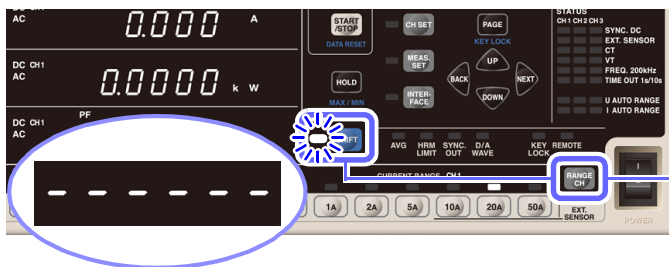 AC
0.000 A
DC CH1
AC
0.0000 k W
DC CH1
AC
PF
- - - - - -
START
/STOP
DATA RESET
HOLD
MAX / MIN
CH SET
MEAS.
SET
INTER-
FACE
PAGE
KEY LOCK
UP
BACK
NEXT
DOWN
STATUS
CH 1 CH 2 CH 3
SYNC. DC
EXT. SENSOR
CT
VT
FREQ. 200kHz
TIME OUT 1s/10s
U AUTO RANGE
I AUTO RANGE
AVG
HRM
LIMIT
SYNC.
OUT
D/A
WAVE
KEY
LOCK
REMOTE
CURRENT RANGE CH1
1A
2A
5A
10A
20A
50A
EXT.
SENSOR
RANGE
CH
POWER